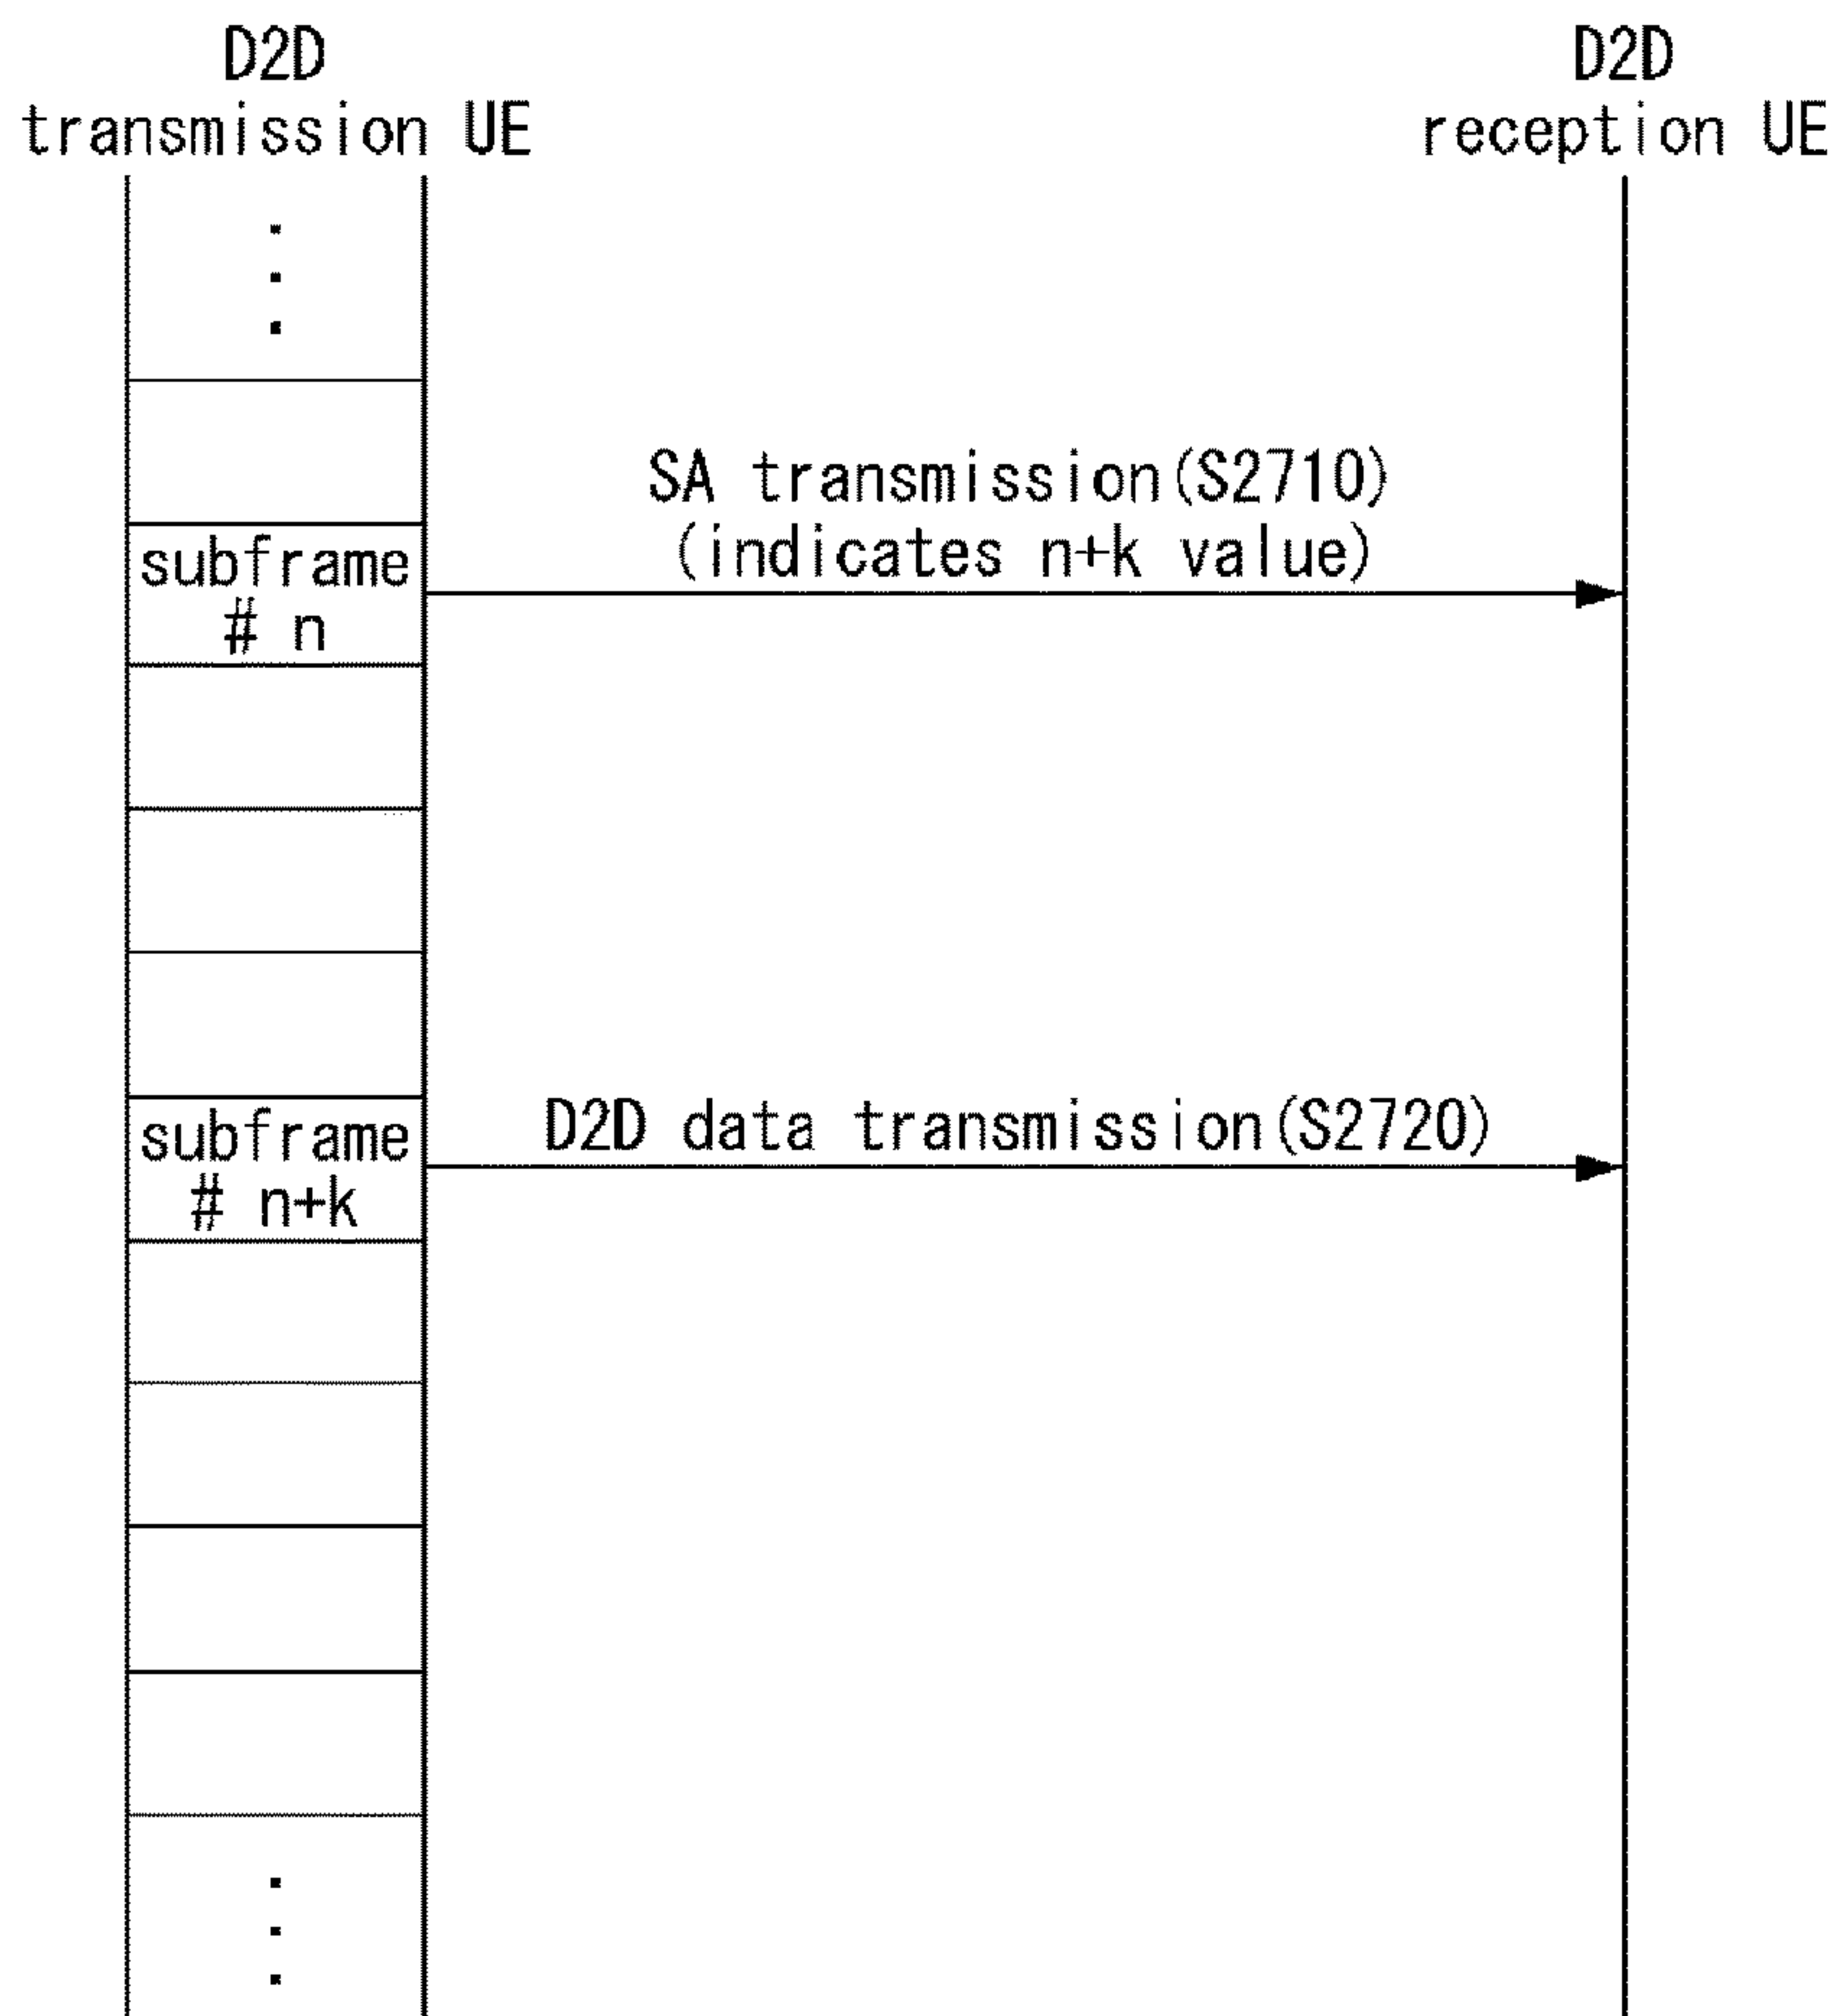 D2D
transmission UE
D2D
reception UE
SA transmission(S2710)
(indicates n+k value)
subframe
# n
D2D data transmission(S2720)
subframe
# n+k